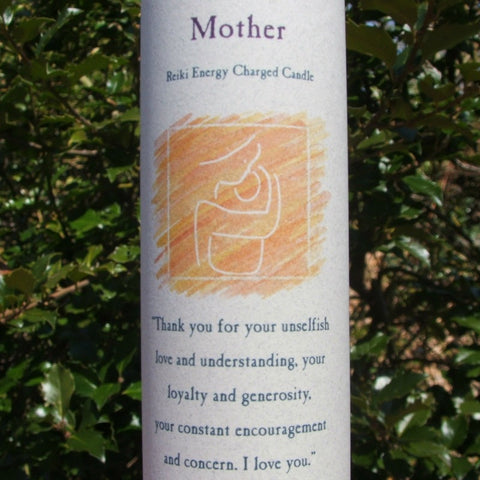 Mother
Reiki Energy Charged Candle
"Thank you for your unselfish
love and understanding, your
loyalty and generosity,
your constant encouragement
and concern. I love you."